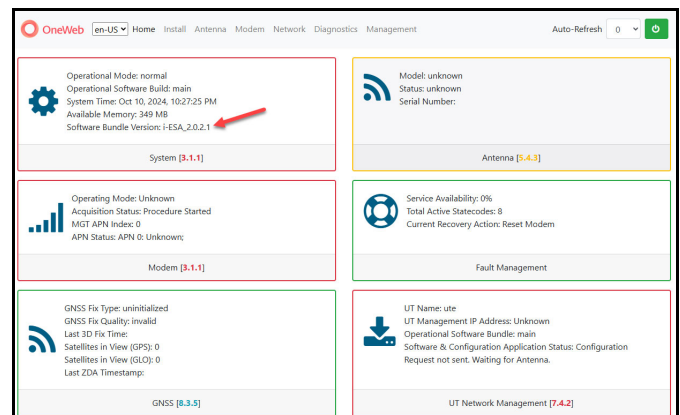 OneWeb en-US Home Install Antenna Modem Network Diagnostics Management Auto-Refresh 0
Operational Mode: normal
Operational Software Build: main
System Time: Oct 10, 2024, 10:27:25 PM
Available Memory: 349 MB
Software Bundle Version: i-ESA_2.0.2.1
System [3.1.1]
Model: unknown
Status: unknown
Serial Number:
Antenna [5.4.3]
Operating Mode: Unknown
Acquisition Status: Procedure Started
MGT APN Index: 0
APN Status: APN 0: Unknown;
Modem [3.1.1]
Service Availability: 0%
Total Active Statecodes: 8
Current Recovery Action: Reset Modem
Fault Management
GNSS Fix Type: uninitialized
GNSS Fix Quality: invalid
Last 3D Fix Time:
Satellites in View (GPS): 0
Satellites in View (GLO): 0
Last ZDA Timestamp:
GNSS [8.3.5]
UT Name: ute
UT Management IP Address: Unknown
Operational Software Bundle: main
Software & Configuration Application Status: Configuration
Request not sent. Waiting for Antenna.
UT Network Management [7.4.2]